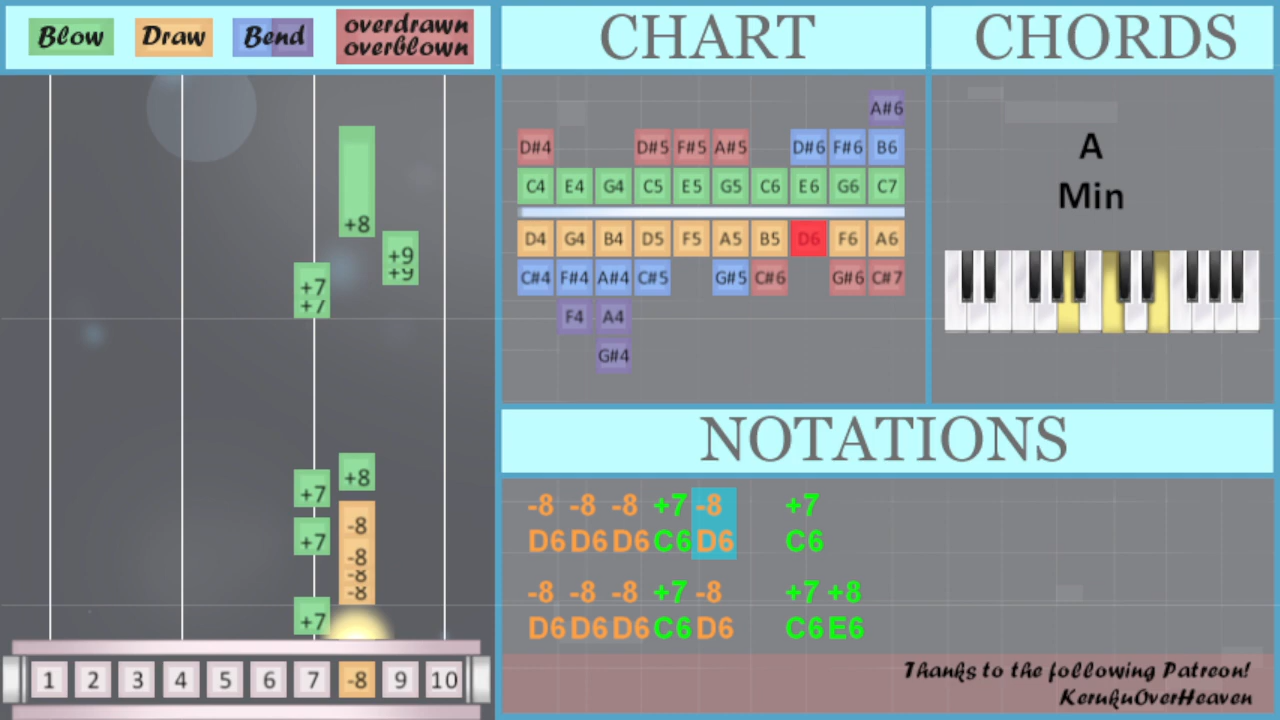 Blow Draw Bend overdrawn
overblown
CHART
CHORDS
A#6
D#4 D#5 F#5 A#5 D#6 F#6 B6
C4 E4 G4 C5 E5 G5 C6 E6 G6 C7
D4 G4 B4 D5 F5 A5 B5 D6 F6 A6
C#4 F#4 A#4 C#5 G#5 C#6 G#6 C#7
F4 A4
G#4
A
Min
+8
+9
+9
+7
+7
+8
+7
-8
+7
-8
-8
-8
+7
1 2 3 4 5 6 7 -8 9 10
NOTATIONS
-8 -8 -8 +7 -8 +7
D6 D6 D6 C6 D6 C6
-8 -8 -8 +7 -8 +7 +8
D6 D6 D6 C6 D6 C6 E6
Thanks to the following Patreon!
KerukuOverHeaven